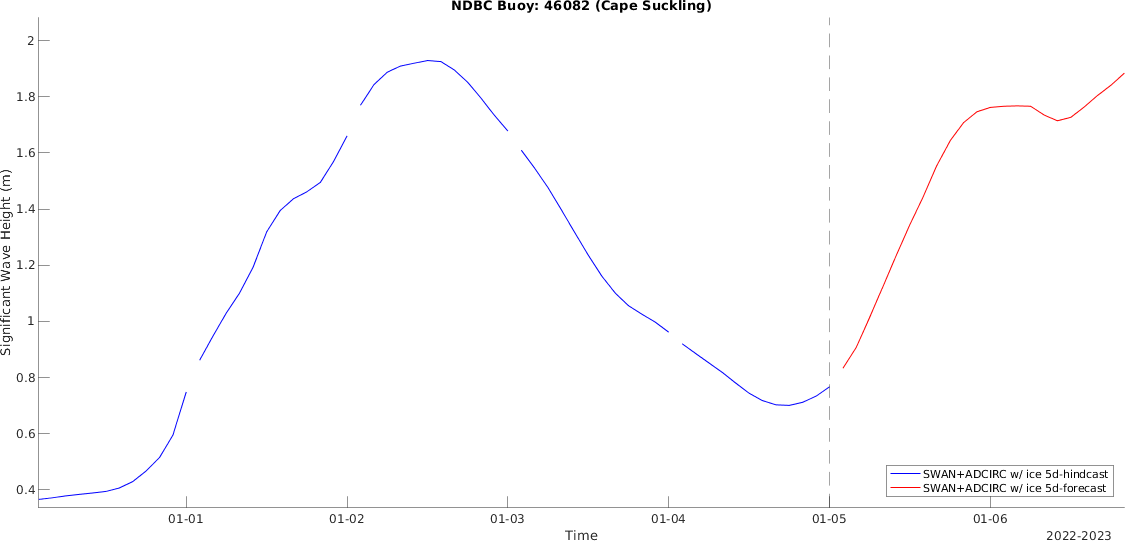 NDBC Buoy: 46082 (Cape Suckling)
2
1.8
1.6
1.4
1.2
1
0.8
0.6
0.4
Significant Wave Height (m)
SWAN+ADCIRC w/ ice 5d-hindcast
SWAN+ADCIRC w/ ice 5d-forecast
01-01 01-02 01-03 01-04 01-05 01-06
Time
2022-2023